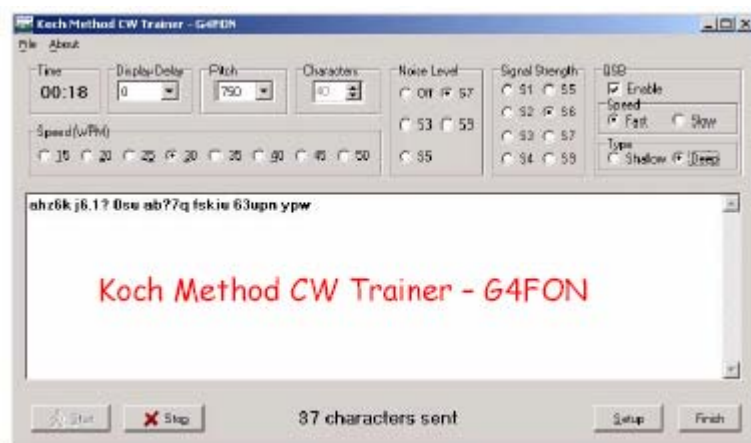 Koch Method CW Trainer - G4FON
File About
Time Display Delay Pitch Characters Noise Level Signal Strength QSB
00:18 0 750 40 Off S7 S1 S5 Enable
Speed
S3 S9 S2 S6 Fast Slow
Speed (WPM) S3 S7 Type
15 20 25 30 35 40 45 50 S5 S4 S9 Shallow Deep
ahz6k j6.1? 0su ab?7q fskiu 63upn ypw
Koch Method CW Trainer - G4FON
Start Stop 37 characters sent Setup Finish